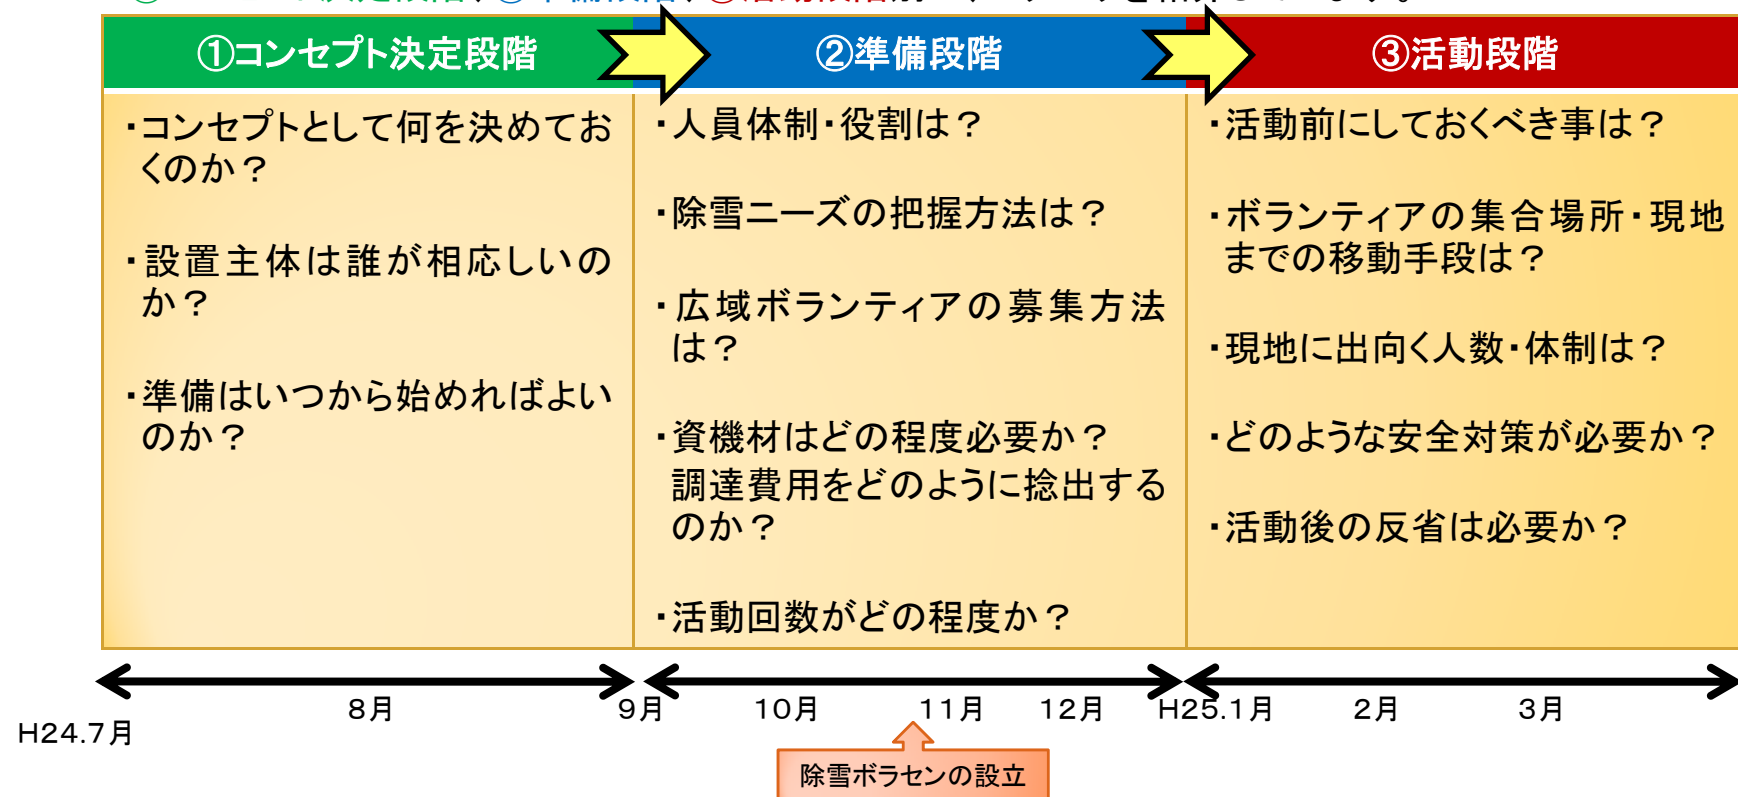 ①コンセプト決定段階
②準備段階
③活動段階
・コンセプトとして何を決めてお
くのか？
・設置主体は誰が相応しいの
か？
・準備はいつから始めればよい
のか？
・人員体制・役割は？
・除雪ニーズの把握方法は？
・広域ボランティアの募集方法
は？
・資機材はどの程度必要か？
調達費用をどのように捻出する
のか？
・活動回数がどの程度か？
・活動前にしておくべき事は？
・ボランティアの集合場所・現地
までの移動手段は？
・現地に出向く人数・体制は？
・どのような安全対策が必要か？
・活動後の反省は必要か？
H24.7月
8月
9月
10月
11月
12月
H25.1月
2月
3月
除雪ボラセンの設立